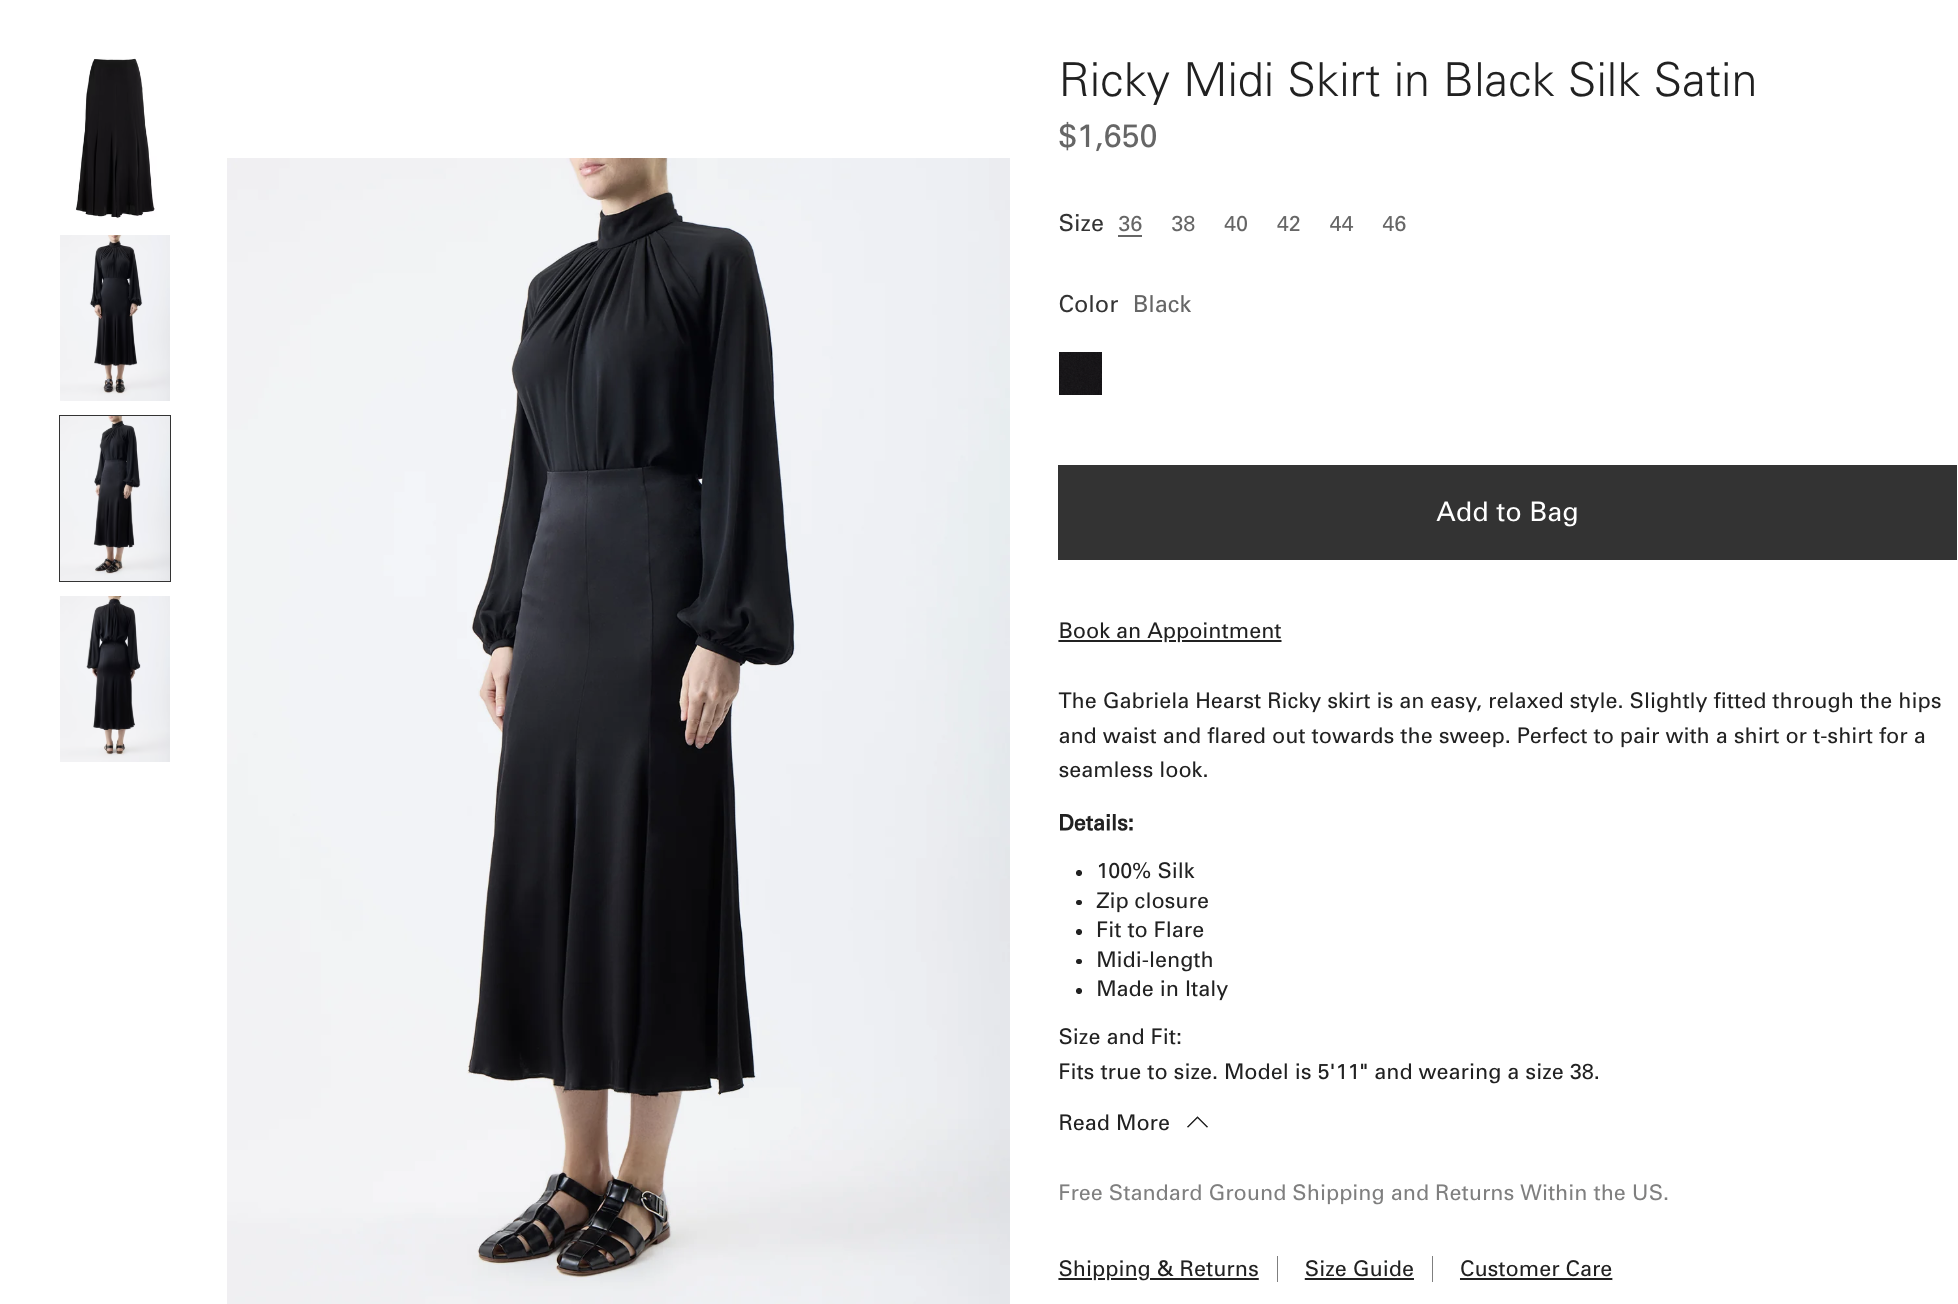 Ricky Midi Skirt in Black Silk Satin
$1,650
Size 36 38 40 42 44 46
Color Black
Add to Bag
Book an Appointment
The Gabriela Hearst Ricky skirt is an easy, relaxed style. Slightly fitted through the hips
and waist and flared out towards the sweep. Perfect to pair with a shirt or t-shirt for a
seamless look.
Details:
• 100% Silk
• Zip closure
• Fit to Flare
• Midi-length
• Made in Italy
Size and Fit:
Fits true to size. Model is 5'11" and wearing a size 38.
Read More
Free Standard Ground Shipping and Returns Within the US.
Shipping & Returns | Size Guide | Customer Care